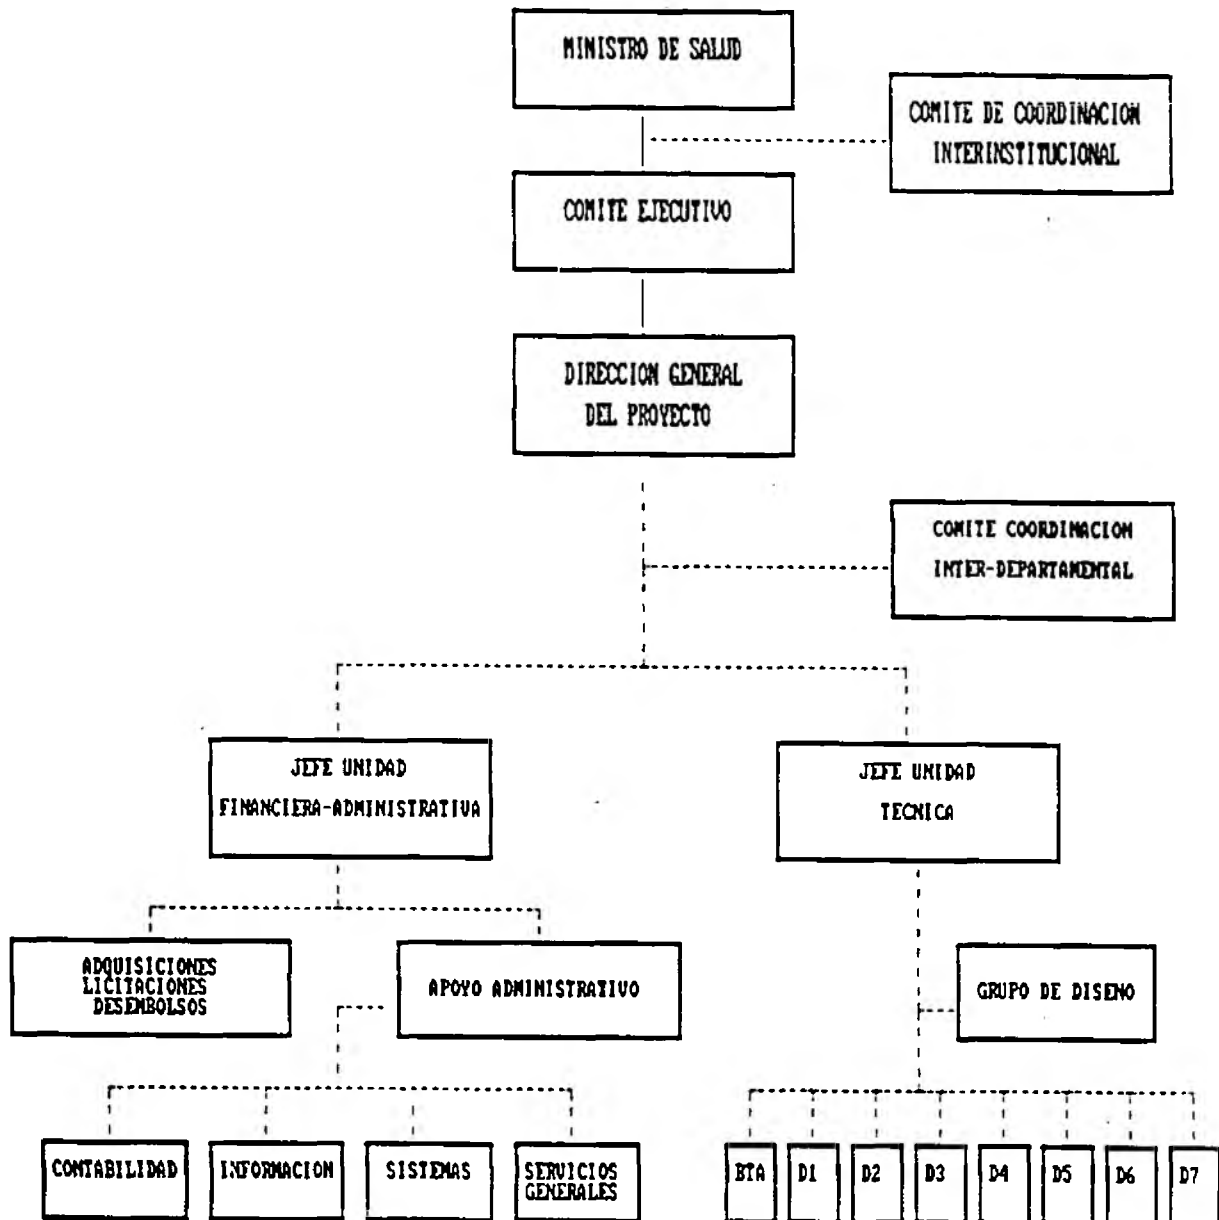 MINISTRO DE SALUD
COMITE DE COORDINACION
INTERINSTITUCIONAL
COMITE EJECUTIVO
DIRECCION GENERAL
DEL PROYECTO
COMITE COORDINACION
INTER-DEPARTAMENTAL
JEFE UNIDAD
FINANCIERA-ADMINISTRATIVA
JEFE UNIDAD
TECNICA
ADQUISICIONES
LICITACIONES
DESEMBOLSOS
APOYO ADMINISTRATIVO
GRUPO DE DISENO
CONTABILIDAD
INFORMACION
SISTEMAS
SERVICIOS
GENERALES
BTA
D1
D2
D3
D4
D5
D6
D7